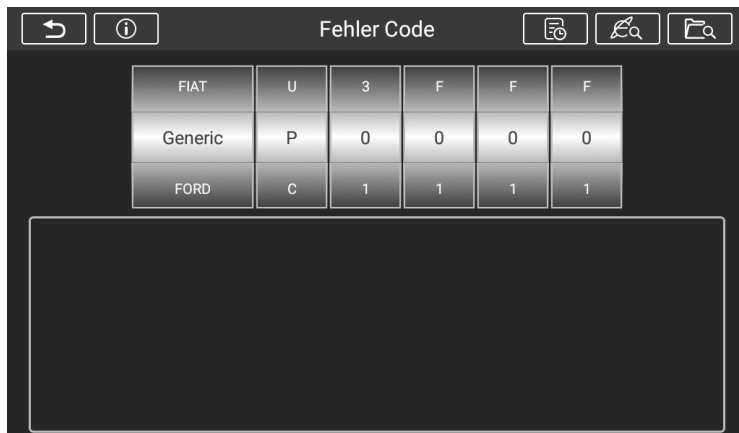 Fehler Code
FIAT U 3 F F F
Generic P 0 0 0 0
FORD C 1 1 1 1